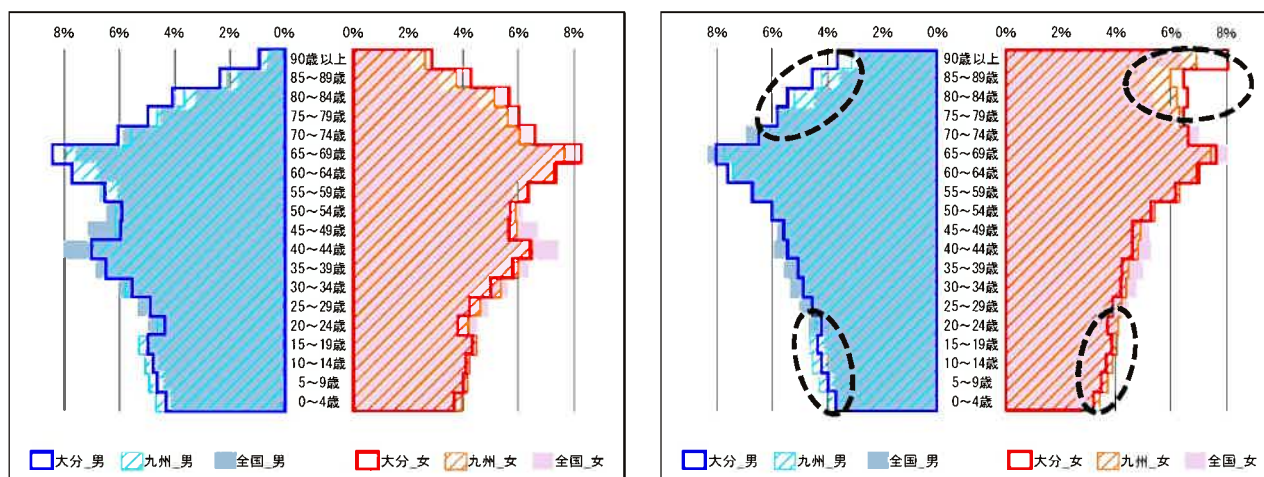 8% 6% 4% 2% 0% 0% 2% 4% 6% 8%
90歳以上
85～89歳
80～84歳
75～79歳
70～74歳
65～69歳
60～64歳
55～59歳
50～54歳
45～49歳
40～44歳
35～39歳
30～34歳
25～29歳
20～24歳
15～19歳
10～14歳
5～9歳
0～4歳
大分_男 九州_男 全国_男 大分_女 九州_女 全国_女
8% 6% 4% 2% 0% 0% 2% 4% 6% 8%
90歳以上
85～89歳
80～84歳
75～79歳
70～74歳
65～69歳
60～64歳
55～59歳
50～54歳
45～49歳
40～44歳
35～39歳
30～34歳
25～29歳
20～24歳
15～19歳
10～14歳
5～9歳
0～4歳
大分_男 九州_男 全国_男 大分_女 九州_女 全国_女